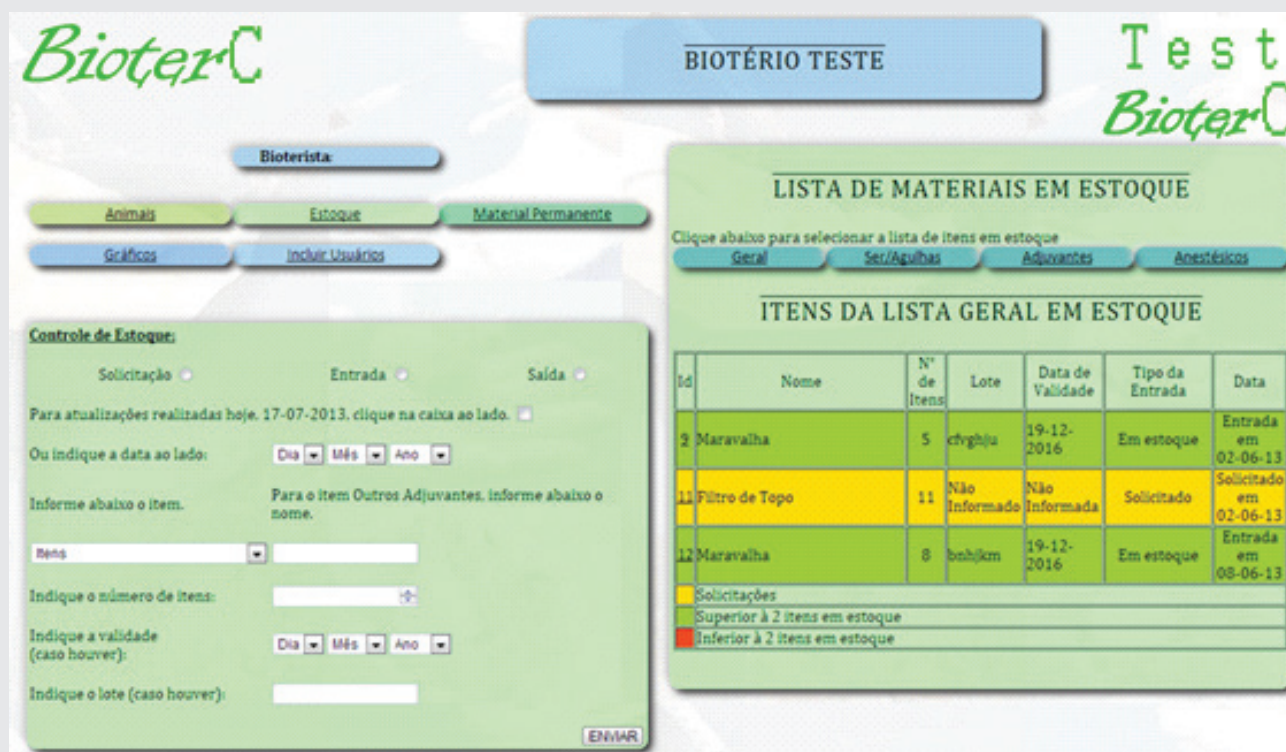 BioterC
BIOTÉRIO TESTE
Test
BioterC
Bioterista:
Animais Estoque Material Permanente
Gráficos Incluir Usuários
Controle de Estoque:
Solicitação Entrada Saída
Para atualizações realizadas hoje, 17-07-2013, clique na caixa ao lado.
Ou indique a data ao lado: Dia Mês Ano
Informe abaixo o item. Para o item Outros Adjuvantes, informe abaixo o
nome.
Itens
Indique o número de itens:
Indique a validade
(caso houver): Dia Mês Ano
Indique o lote (caso houver):
ENVIAR
LISTA DE MATERIAIS EM ESTOQUE
Clique abaixo para selecionar a lista de itens em estoque
Geral Ser/Agulhas Adjuvantes Anestésicos
ITENS DA LISTA GERAL EM ESTOQUE
Id Nome N° de Itens Lote Data de Validade Tipo da Entrada Data
9 Maravalha 5 cfvghju 19-12-2016 Em estoque Entrada em 02-06-13
11 Filtro de Topo 11 Não Informado Não Informada Solicitado Solicitado em 02-06-13
12 Maravalha 8 bnhjkm 19-12-2016 Em estoque Entrada em 08-06-13
Solicitações
Superior à 2 itens em estoque
Inferior à 2 itens em estoque